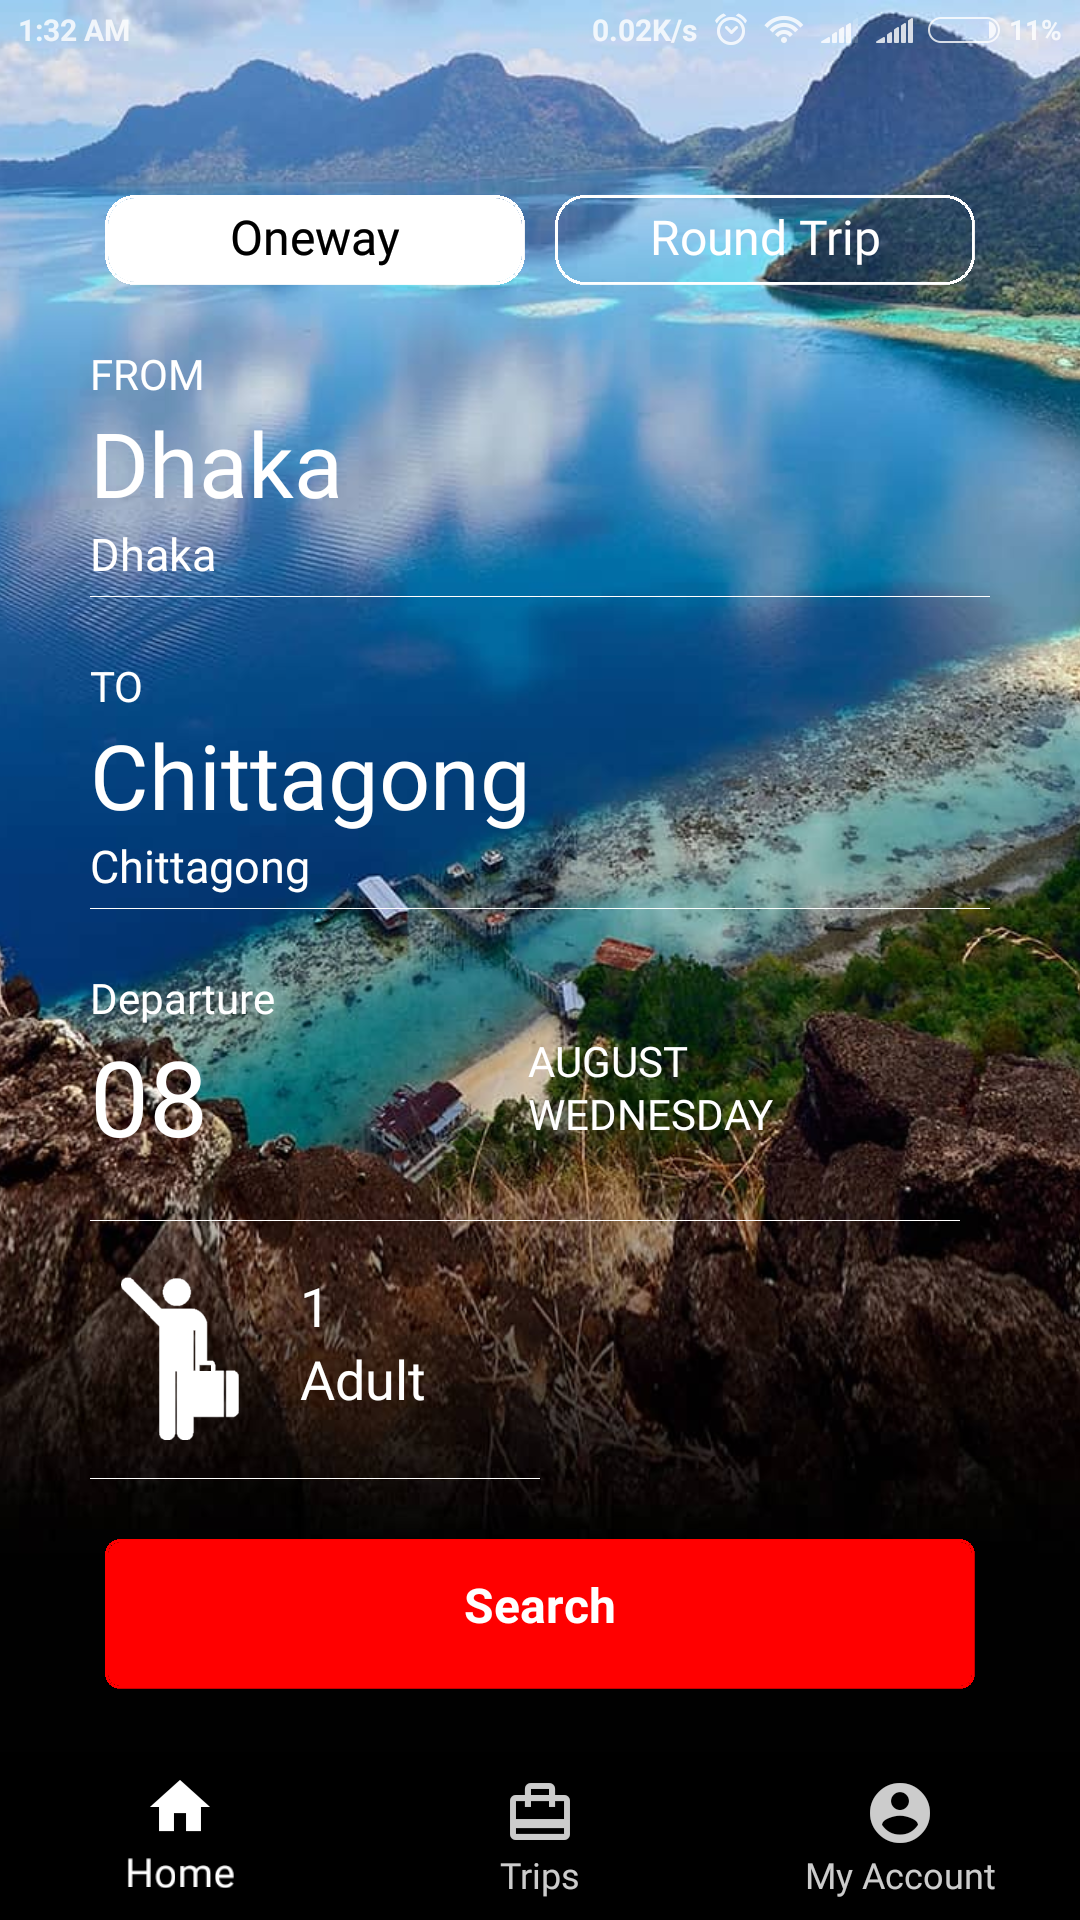 1:32 AM 0.02K/s 11%
Oneway Round Trip
FROM
Dhaka
Dhaka
TO
Chittagong
Chittagong
Departure
08 AUGUST
WEDNESDAY
1
Adult
Search
Home Trips My Account